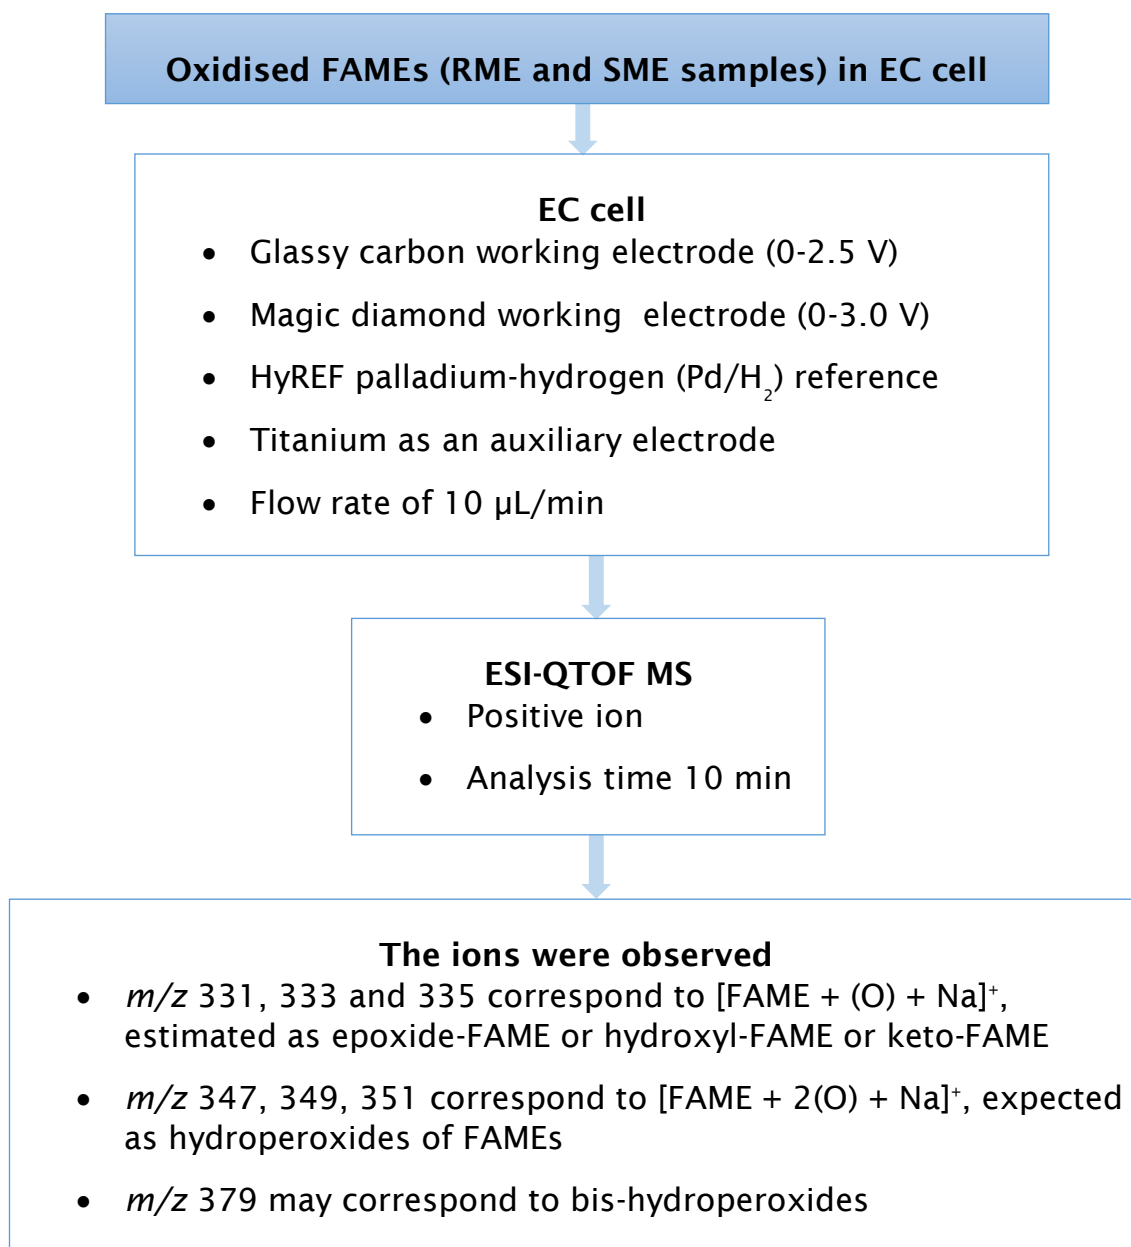 Oxidised FAMEs (RME and SME samples) in EC cell
EC cell
• Glassy carbon working electrode (0-2.5 V)
• Magic diamond working  electrode (0-3.0 V)
• HyREF palladium-hydrogen (Pd/H₂) reference
• Titanium as an auxiliary electrode
• Flow rate of 10 µL/min
ESI-QTOF MS
• Positive ion
• Analysis time 10 min
The ions were observed
• m/z 331, 333 and 335 correspond to [FAME + (O) + Na]⁺,
estimated as epoxide-FAME or hydroxyl-FAME or keto-FAME
• m/z 347, 349, 351 correspond to [FAME + 2(O) + Na]⁺, expected
as hydroperoxides of FAMEs
• m/z 379 may correspond to bis-hydroperoxides